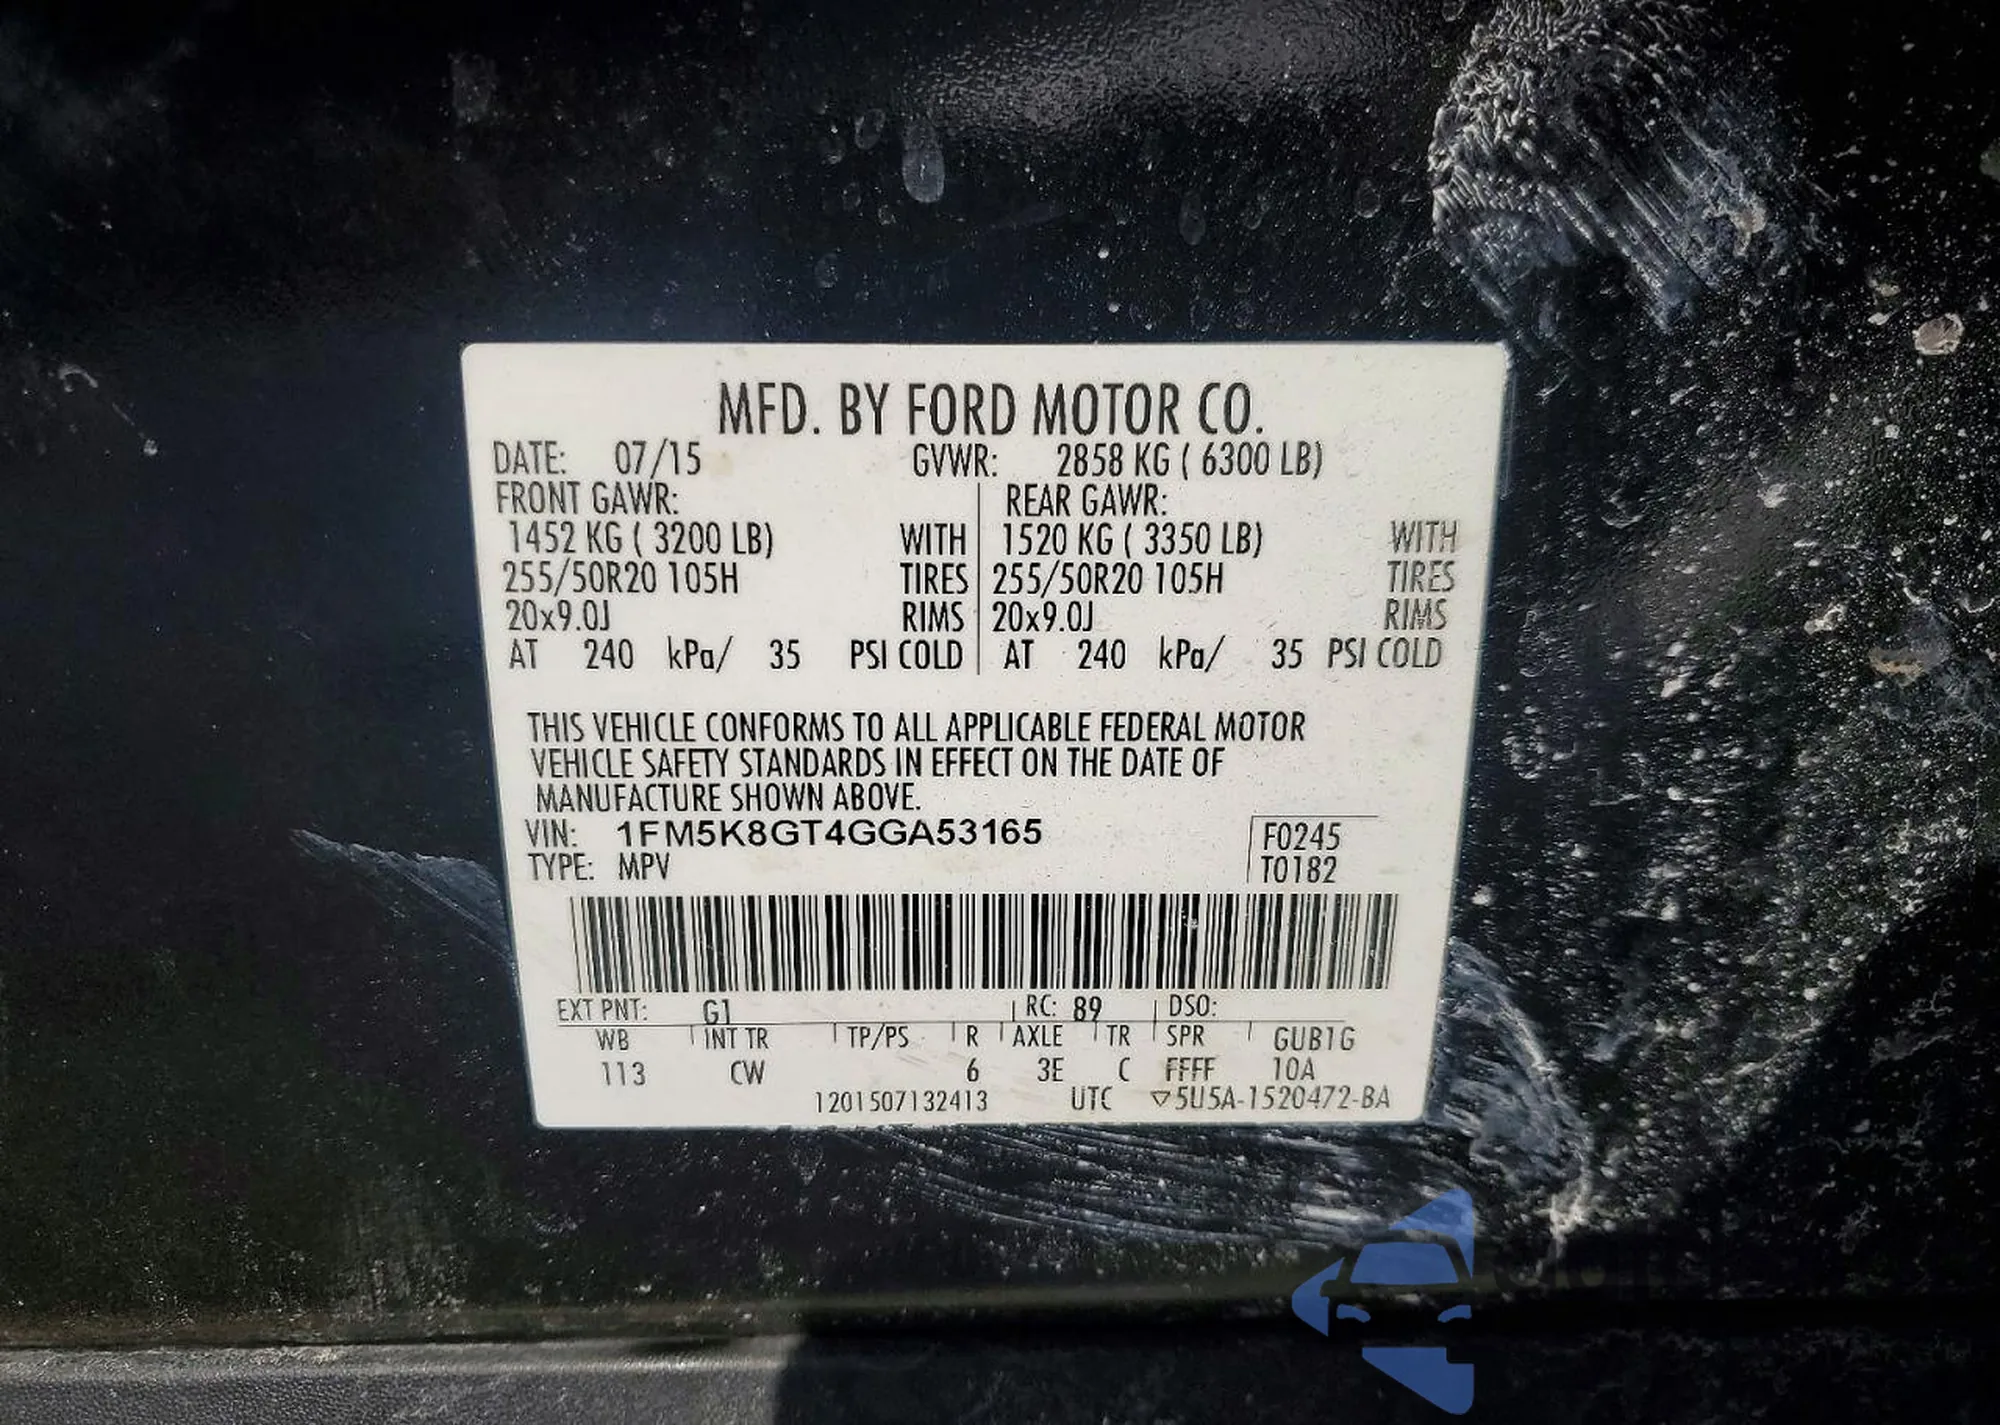 MFD. BY FORD MOTOR CO.
DATE: 07/15 GVWR: 2858 KG ( 6300 LB)
FRONT GAWR: REAR GAWR:
1452 KG ( 3200 LB) WITH 1520 KG ( 3350 LB) WITH
255/50R20 105H TIRES 255/50R20 105H TIRES
20x9.0J RIMS 20x9.0J RIMS
AT 240 kPa/ 35 PSI COLD AT 240 kPa/ 35 PSI COLD
THIS VEHICLE CONFORMS TO ALL APPLICABLE FEDERAL MOTOR
VEHICLE SAFETY STANDARDS IN EFFECT ON THE DATE OF
MANUFACTURE SHOWN ABOVE.
VIN: 1FM5K8GT4GGA53165 F0245
TYPE: MPV T0182
EXT PNT: G1 RC: 89 DSO:
WB INT TR TP/PS R AXLE TR SPR GUB1G
113 CW 6 3E C FFFF 10A
1201507132413 UTC ▽5U5A-1520472-BA